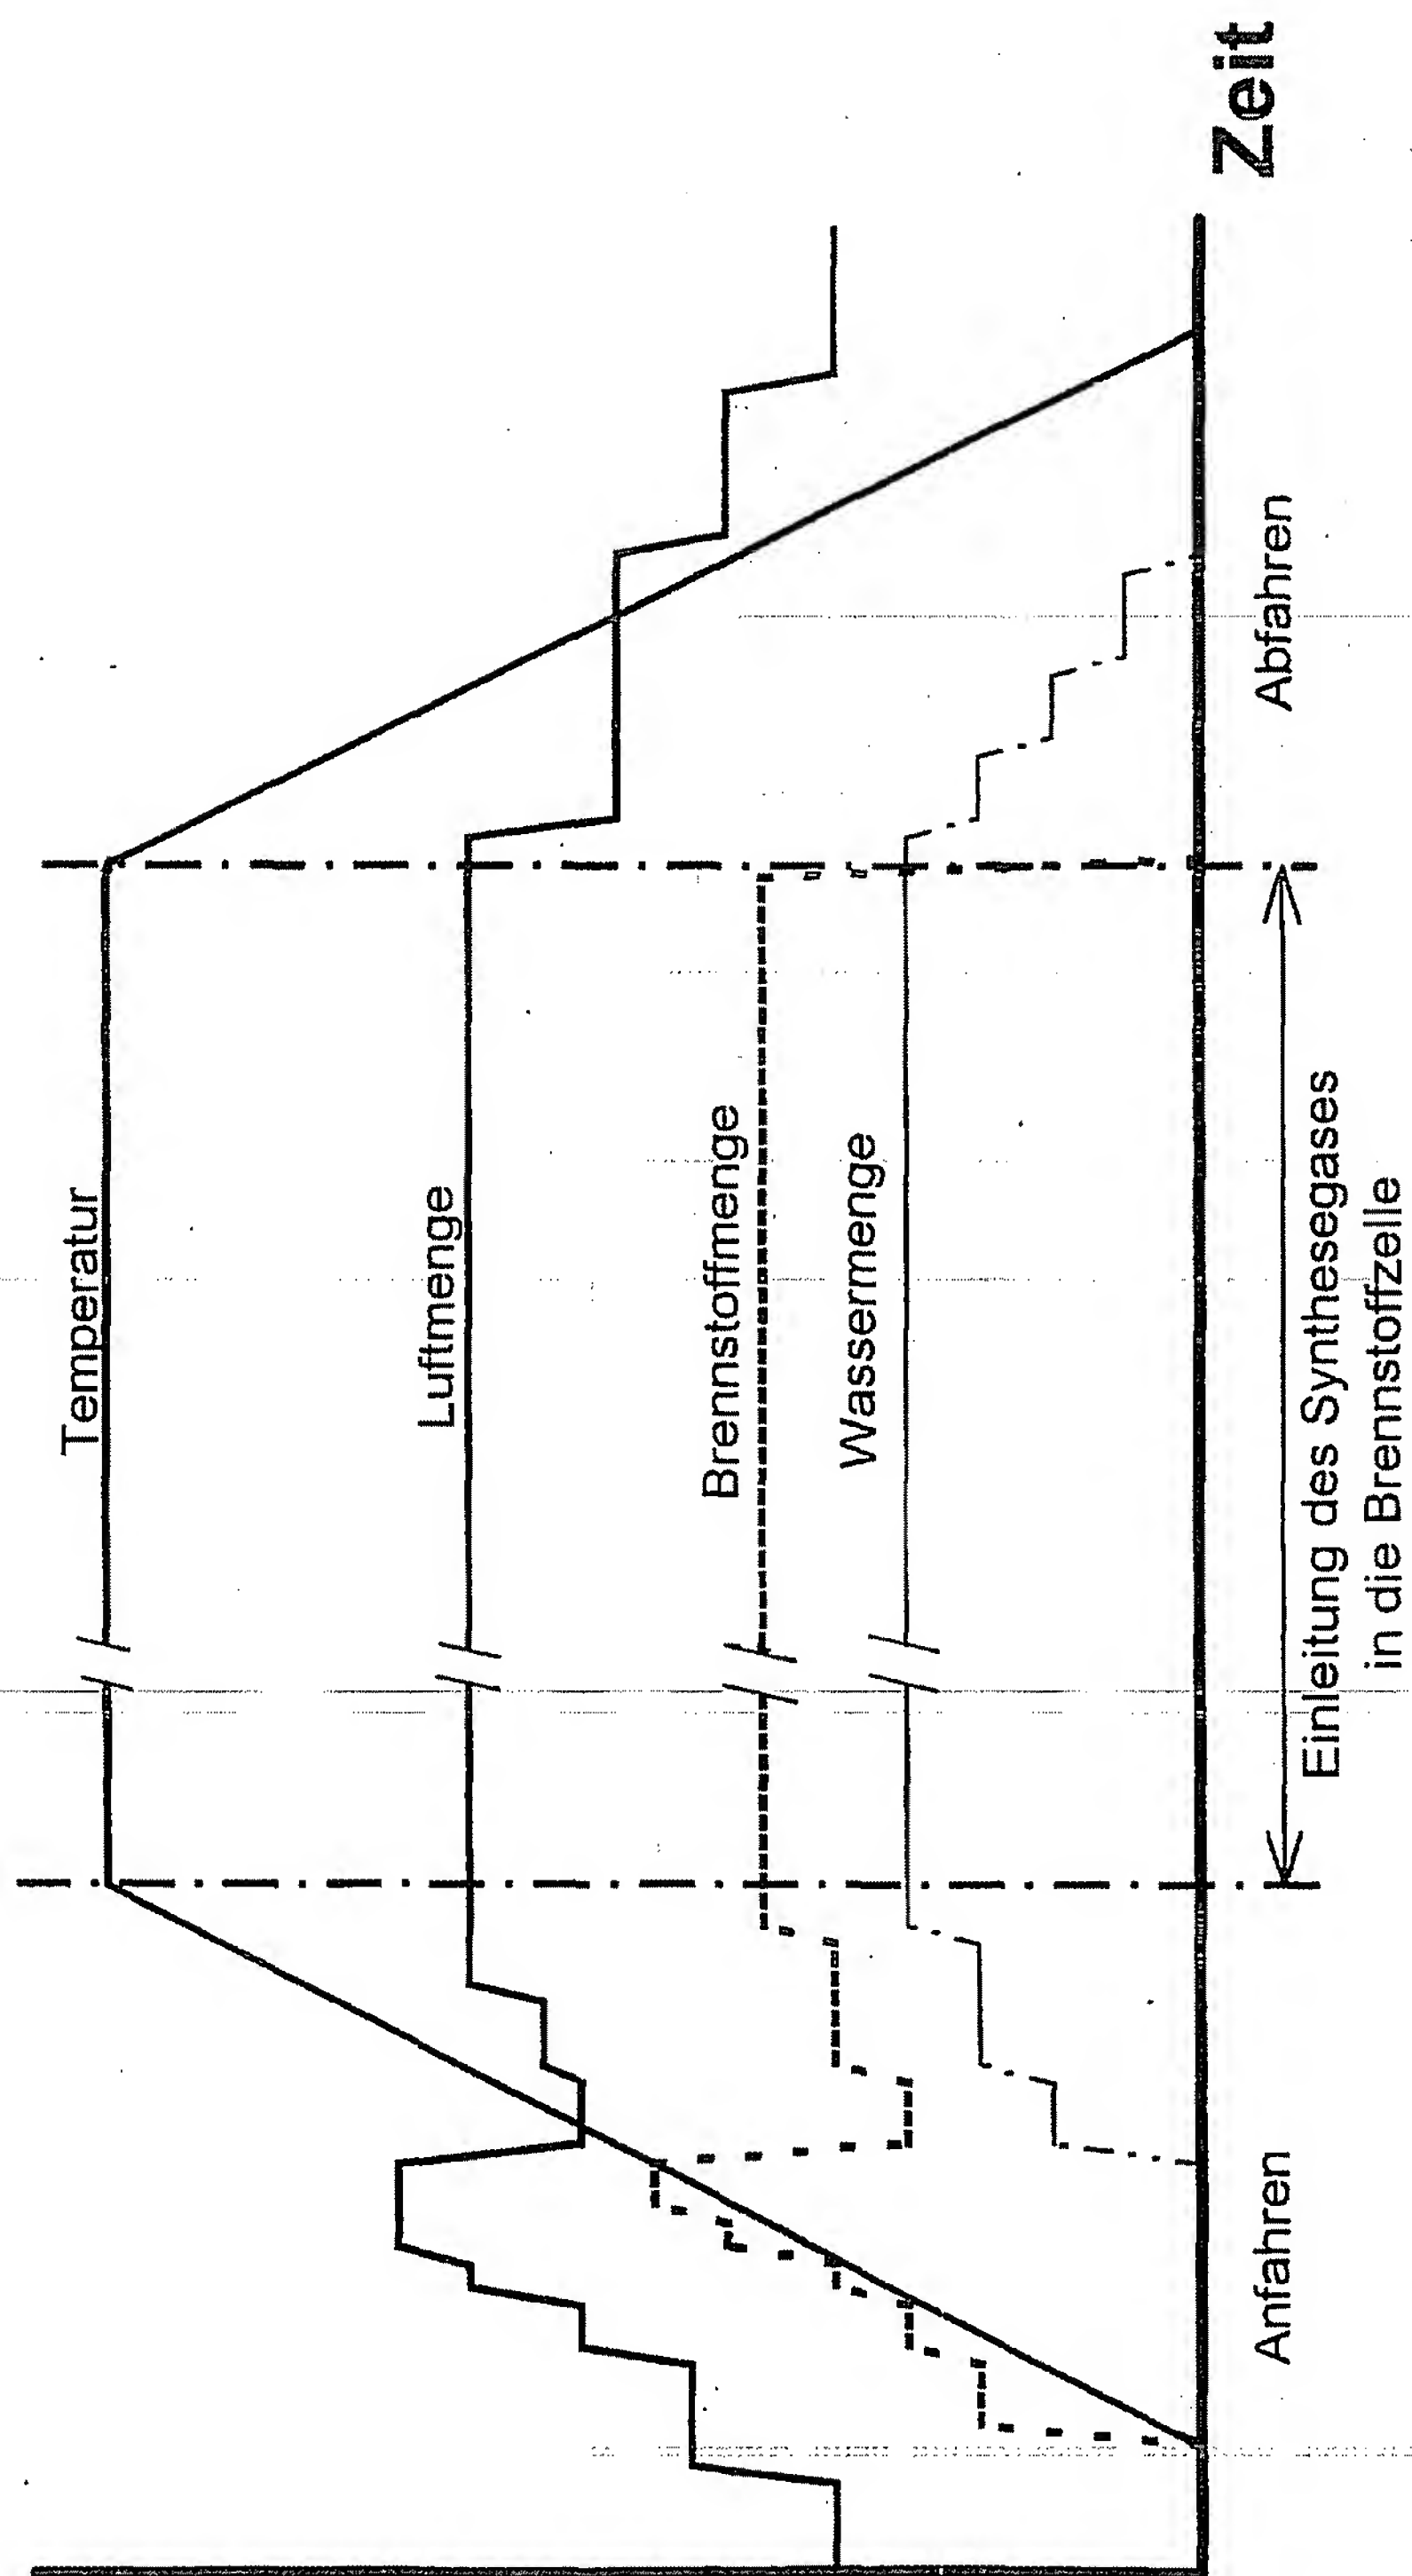 Temperatur
Luftmenge
Brennstoffmenge
Wassermenge
Zeit
Anfahren
Einleitung des Synthesegases
in die Brennstoffzelle
Abfahren